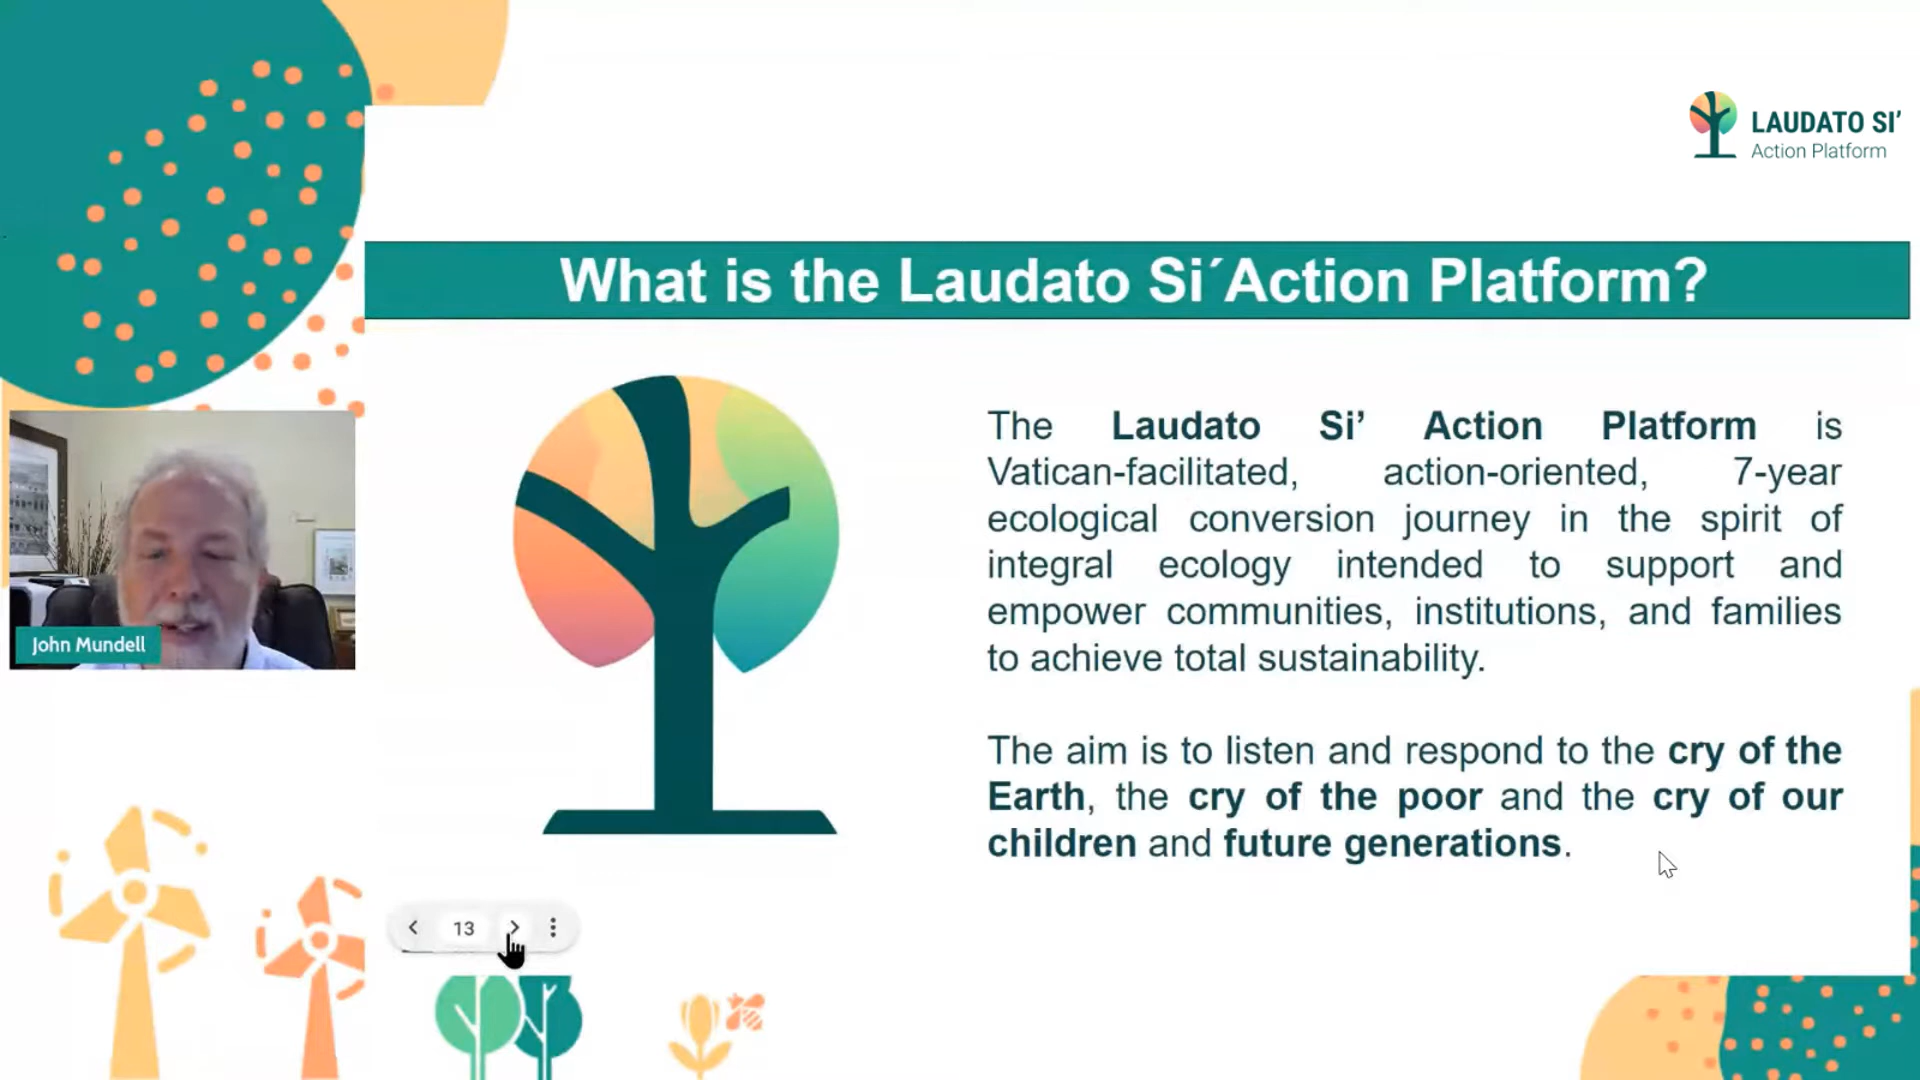 LAUDATO SI’
Action Platform
What is the Laudato Si´Action Platform?
The Laudato Si’ Action Platform is
Vatican-facilitated, action-oriented, 7-year
ecological conversion journey in the spirit of
integral ecology intended to support and
empower communities, institutions, and families
to achieve total sustainability.
The aim is to listen and respond to the cry of the
Earth, the cry of the poor and the cry of our
children and future generations.
John Mundell
13